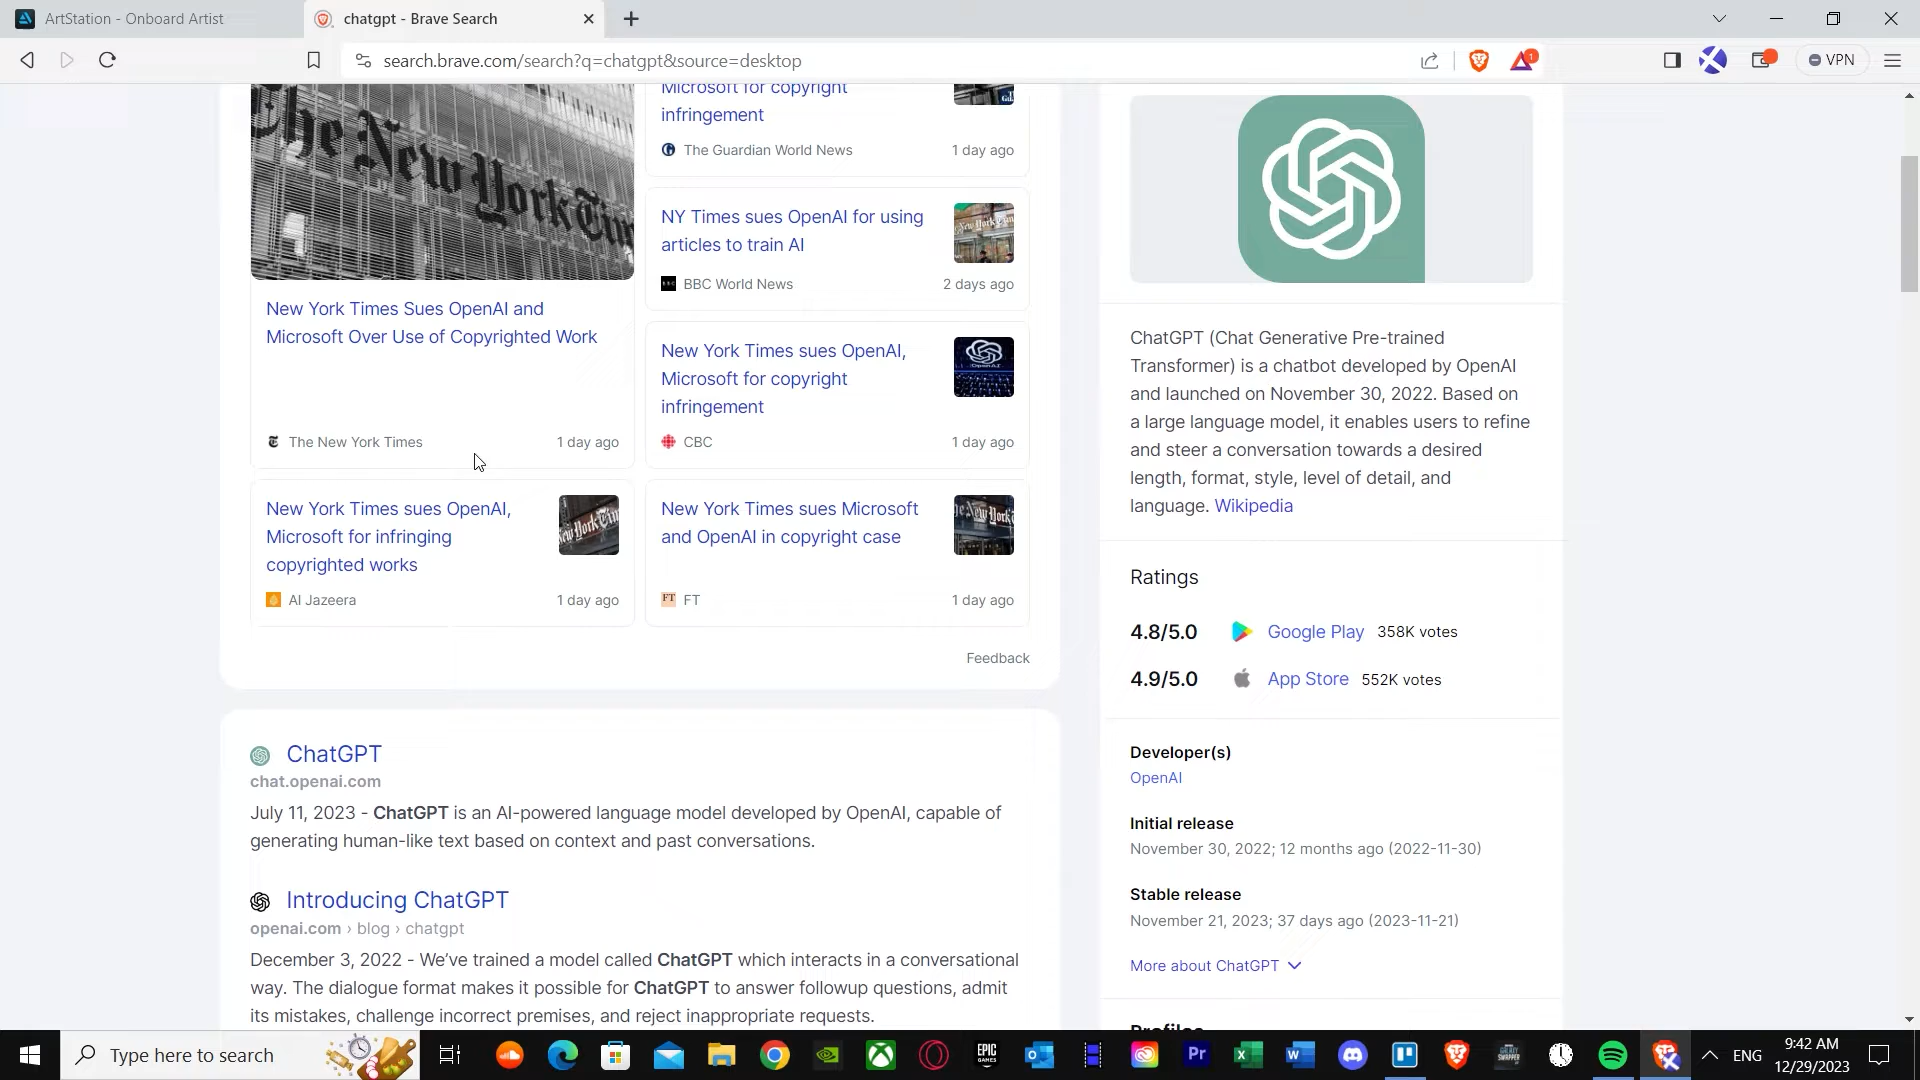 ArtStation - Onboard Artist
chatgpt - Brave Search
search.brave.com/search?q=chatgpt&source=desktop
1
VPN
The New York Tim
New York Times Sues OpenAI and
Microsoft Over Use of Copyrighted Work
The New York Times 1 day ago
Microsoft for copyright
infringement
The Guardian World News 1 day ago
NY Times sues OpenAI for using
articles to train AI
BBC World News 2 days ago
New York Times sues OpenAI,
Microsoft for copyright
infringement
CBC 1 day ago
New York Times sues OpenAI,
Microsoft for infringing
copyrighted works
Al Jazeera 1 day ago
New York Times sues Microsoft
and OpenAI in copyright case
FT FT 1 day ago
Feedback
ChatGPT
chat.openai.com
July 11, 2023 - ChatGPT is an AI-powered language model developed by OpenAI, capable of
generating human-like text based on context and past conversations.
Introducing ChatGPT
openai.com › blog › chatgpt
December 3, 2022 - We’ve trained a model called ChatGPT which interacts in a conversational
way. The dialogue format makes it possible for ChatGPT to answer followup questions, admit
its mistakes, challenge incorrect premises, and reject inappropriate requests.
ChatGPT (Chat Generative Pre-trained
Transformer) is a chatbot developed by OpenAI
and launched on November 30, 2022. Based on
a large language model, it enables users to refine
and steer a conversation towards a desired
length, format, style, level of detail, and
language. Wikipedia
Ratings
4.8/5.0 Google Play 358K votes
4.9/5.0 App Store 552K votes
Developer(s)
OpenAI
Initial release
November 30, 2022; 12 months ago (2022-11-30)
Stable release
November 21, 2023; 37 days ago (2023-11-21)
More about ChatGPT
Profiles
Type here to search
EPIC
GAMES
Pr
ENG
9:42 AM
12/29/2023